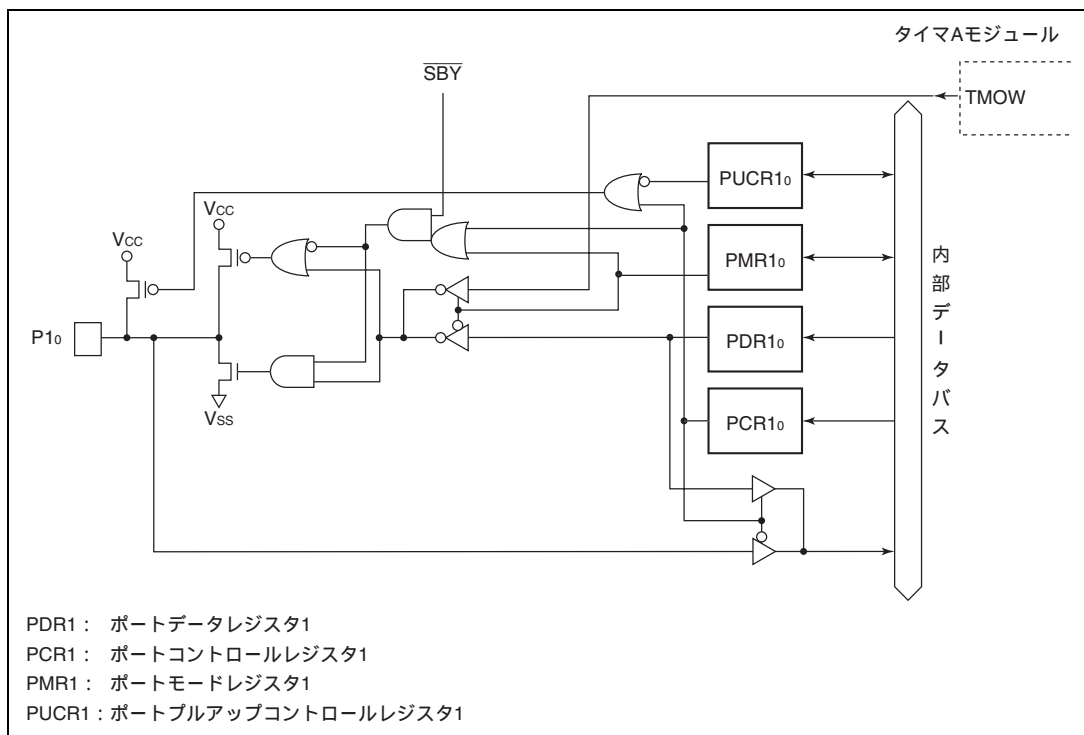 タイマAモジュール
SBY
TMOW
PUCR1₀
VCC
VCC
PMR1₀
内部データバス
P1₀
PDR1₀
VSS
PCR1₀
PDR1： ポートデータレジスタ1
PCR1： ポートコントロールレジスタ1
PMR1： ポートモードレジスタ1
PUCR1：ポートプルアップコントロールレジスタ1